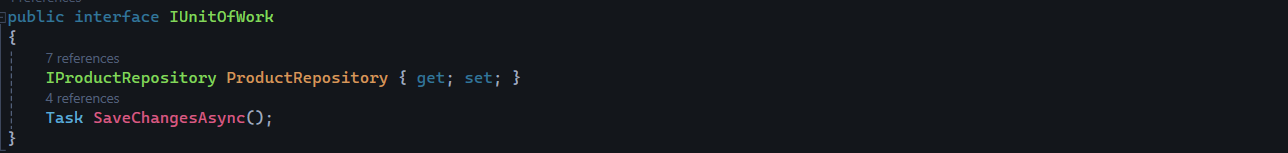 public interface IUnitOfWork
{
7 references
IProductRepository ProductRepository { get; set; }
4 references
Task SaveChangesAsync();
}